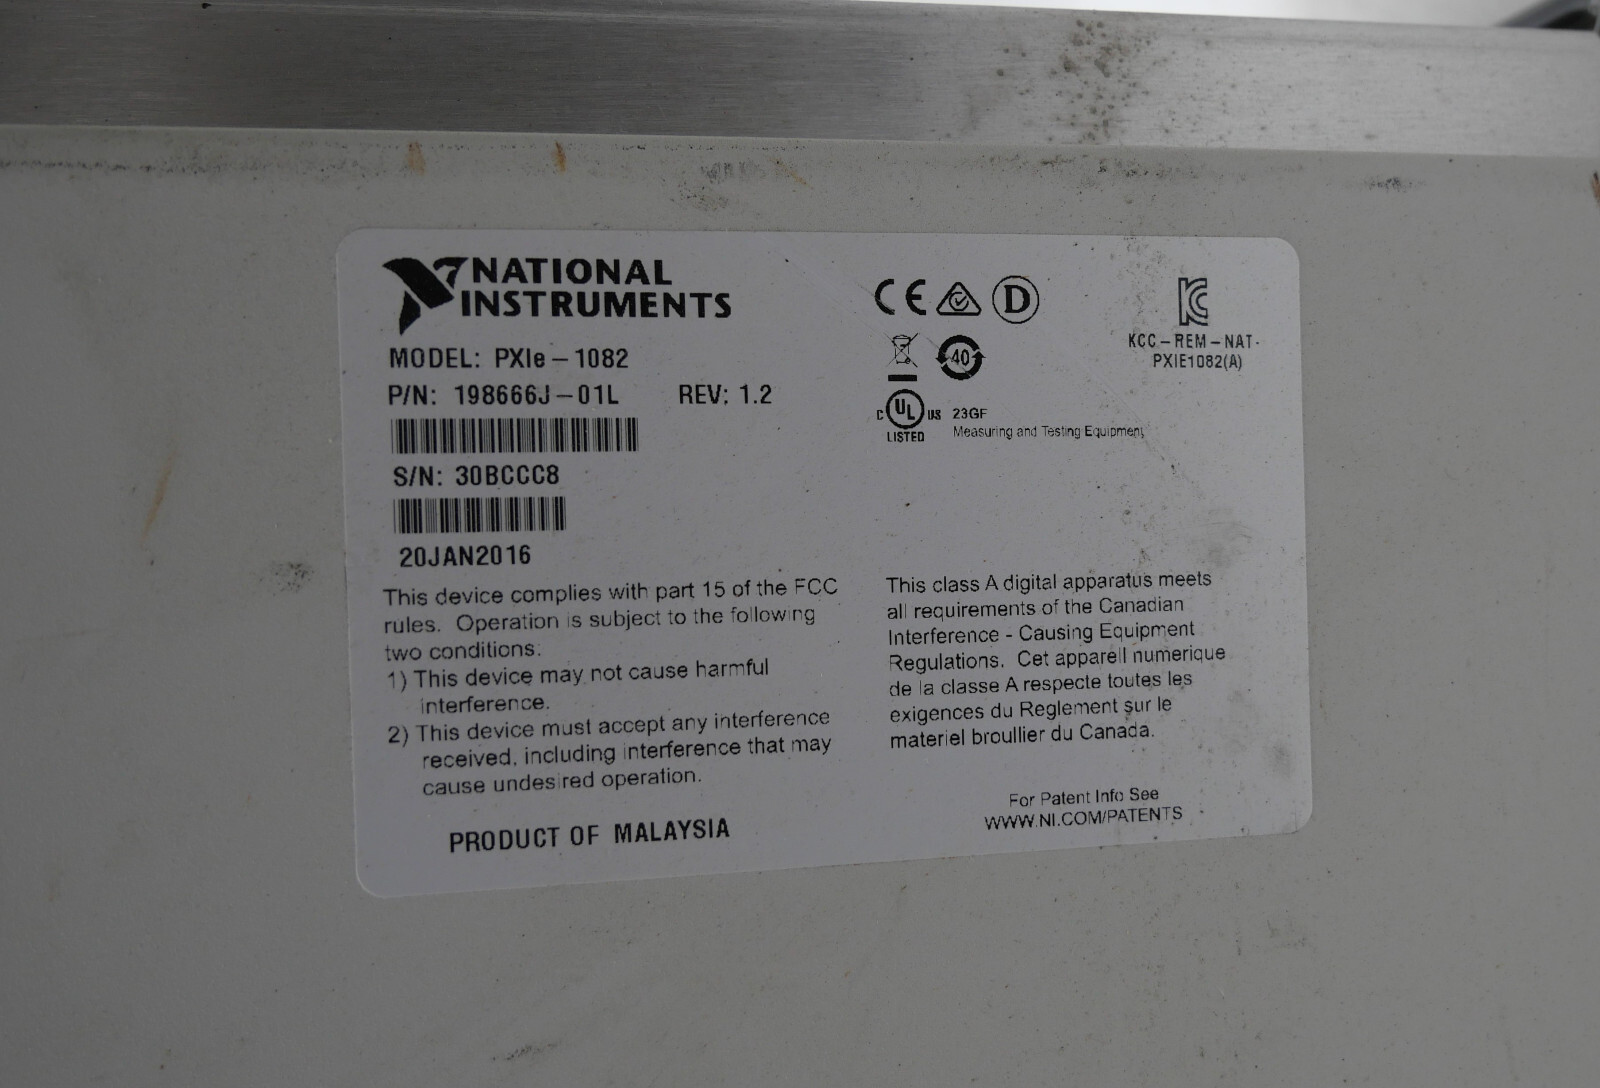 NATIONAL
INSTRUMENTS
MODEL: PXIe-1082
P/N: 198666J-01L REV: 1.2
S/N: 30BCCC8
20JAN2016
This device complies with part 15 of the FCC
rules. Operation is subject to the following
two conditions:
1) This device may not cause harmful
interference.
2) This device must accept any interference
received, including interference that may
cause undesired operation.
PRODUCT OF MALAYSIA
CE D
40
C UL US 23GF
LISTED Measuring and Testing Equipment
KC
KCC-REM-NAT-
PXIE1082(A)
This class A digital apparatus meets
all requirements of the Canadian
Interference - Causing Equipment
Regulations. Cet appareil numerique
de la classe A respecte toutes les
exigences du Reglement sur le
materiel broullier du Canada.
For Patent Info See
WWW.NI.COM/PATENTS